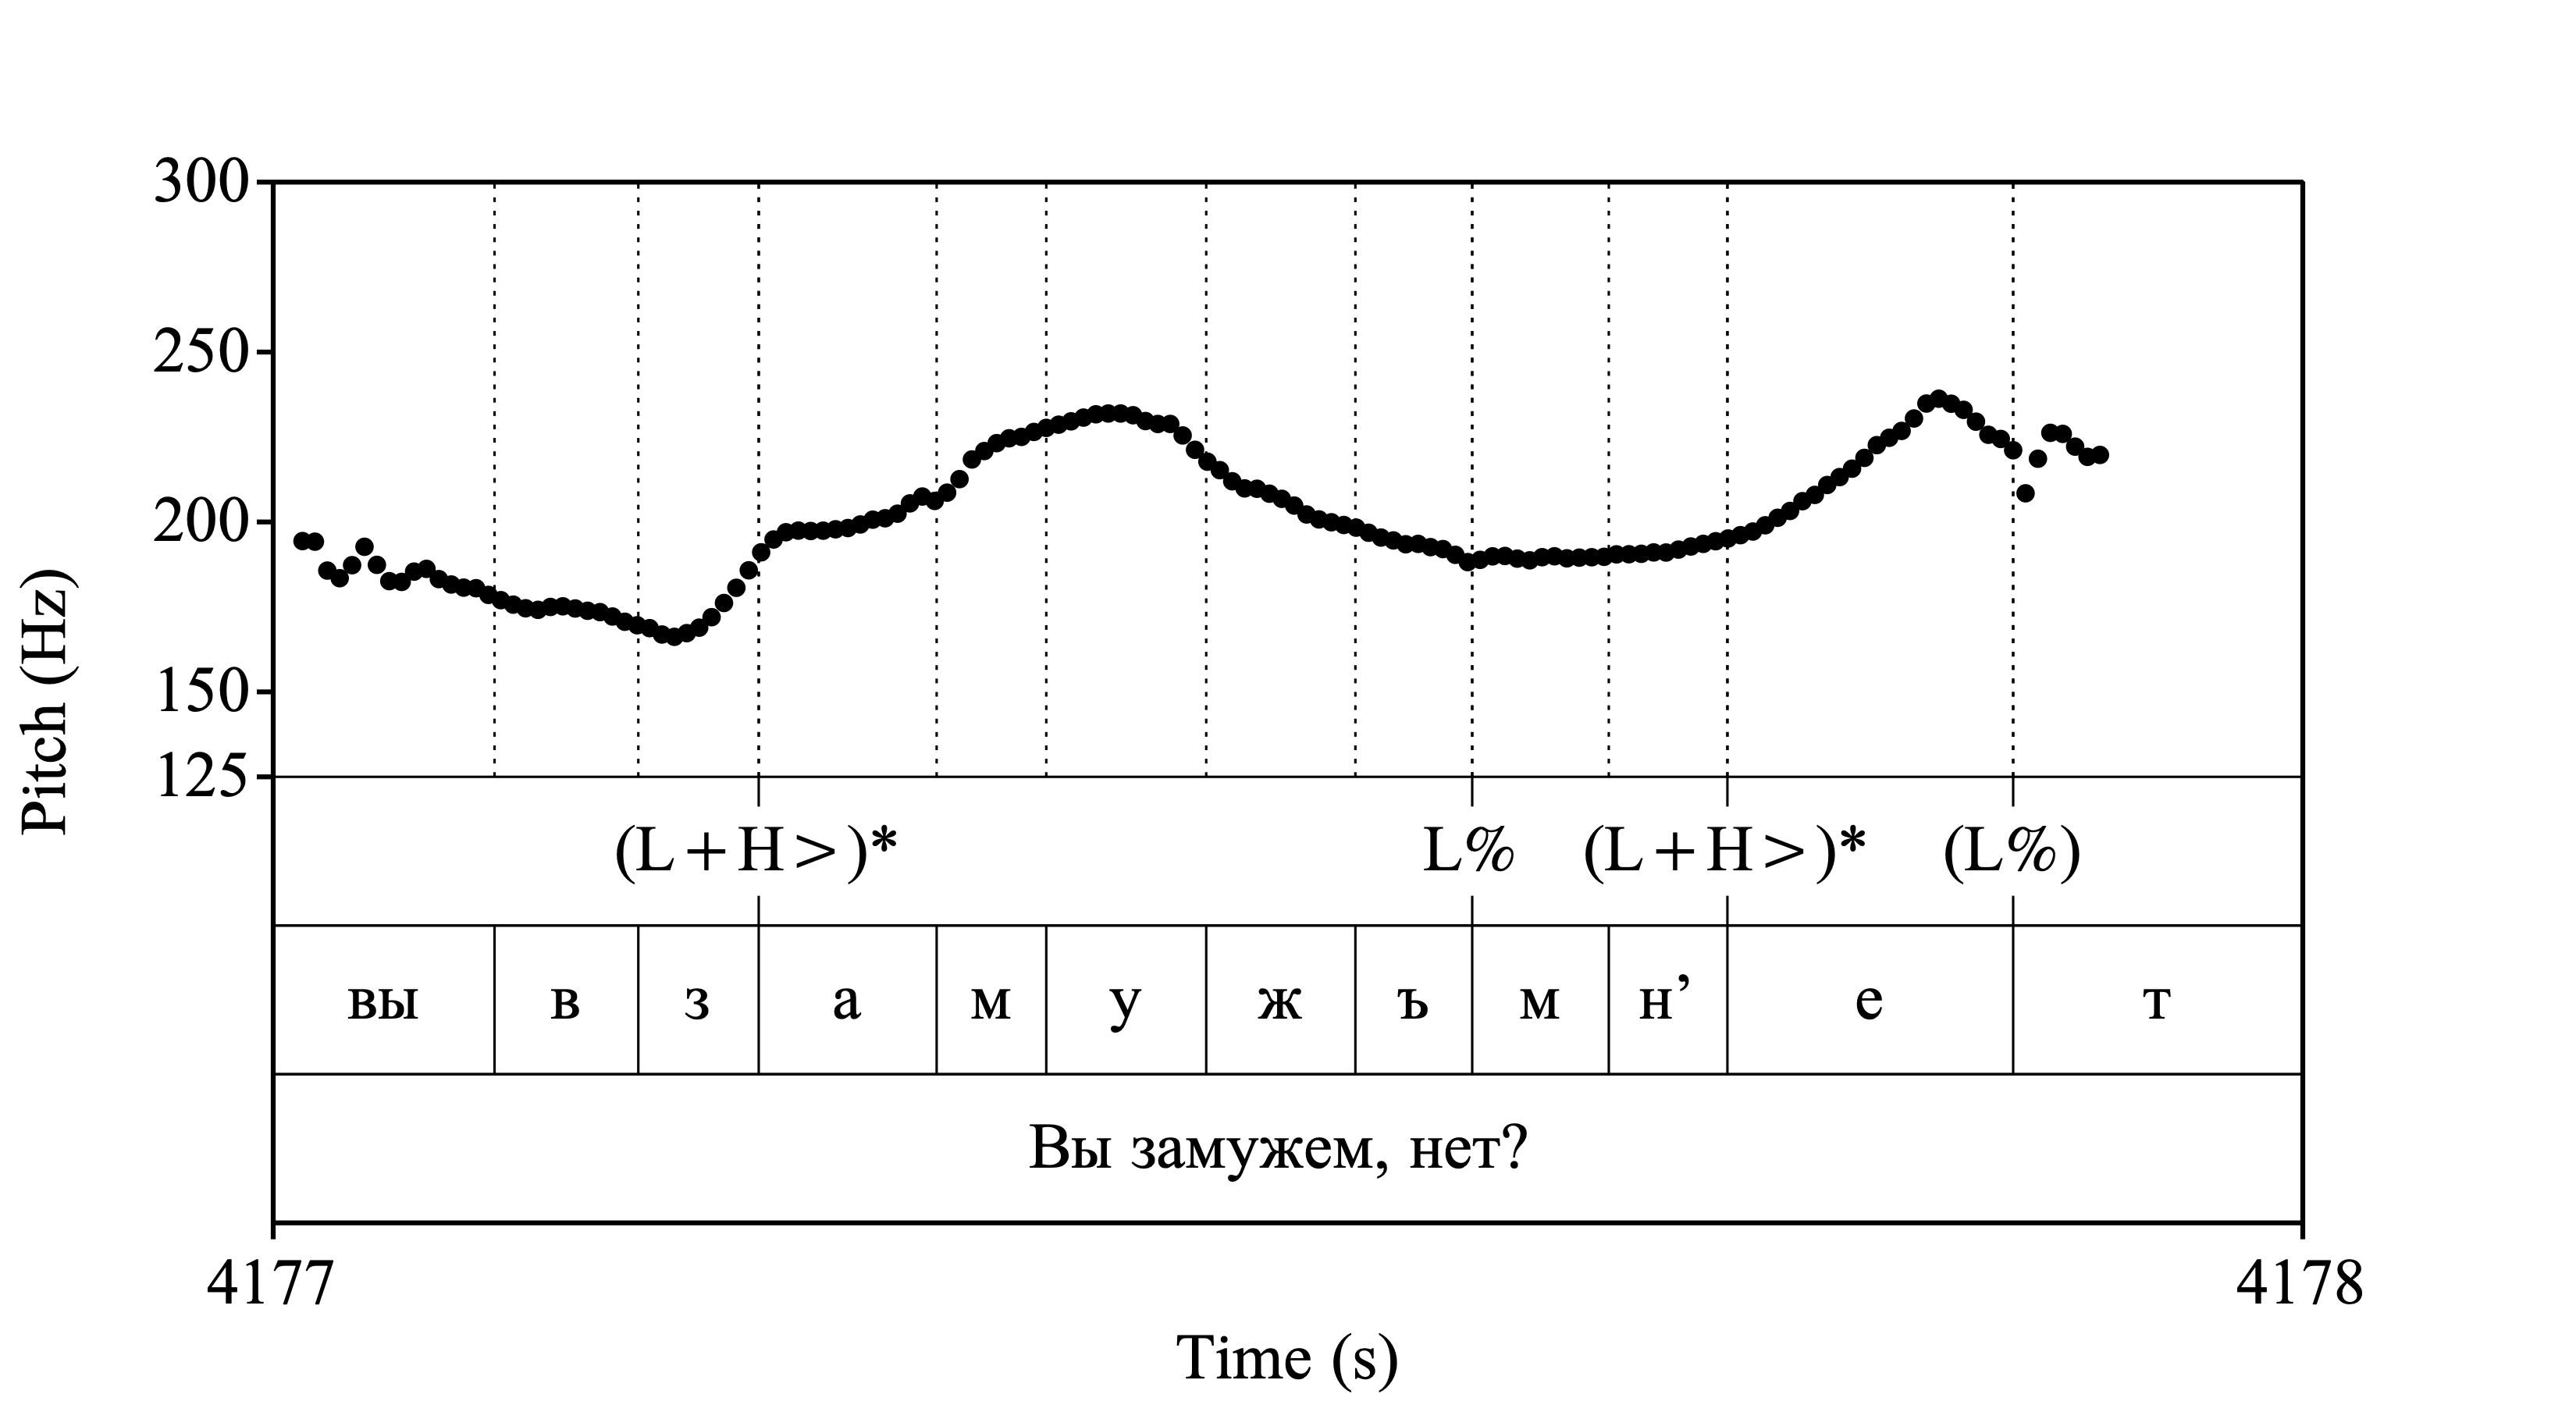 300
250
200
150
125
Pitch (Hz)
(L+H>)* L% (L+H>)* (L%)
вы в з а м у ж ъ м н’ е т
Вы замужем, нет?
4177 4178
Time (s)